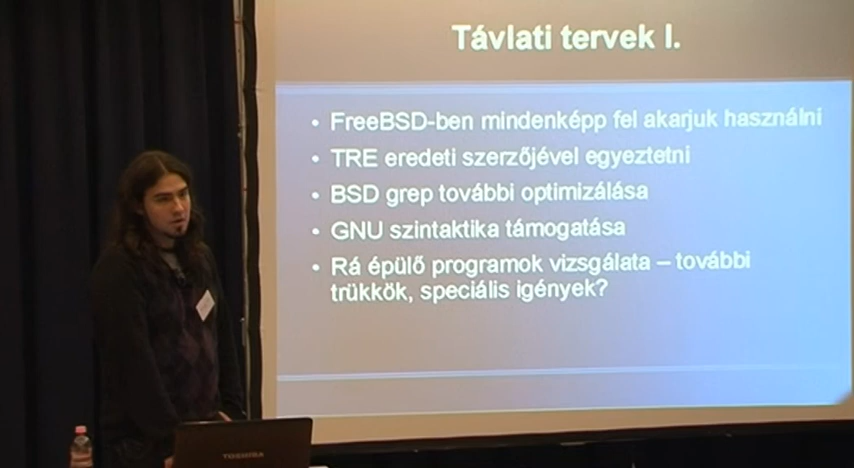 Távlati tervek I.
• FreeBSD-ben mindenképp fel akarjuk használni
• TRE eredeti szerzőjével egyeztetni
• BSD grep további optimizálása
• GNU szintaktika támogatása
• Rá épülő programok vizsgálata – további
trükkök, speciális igények?
TOSHIBA